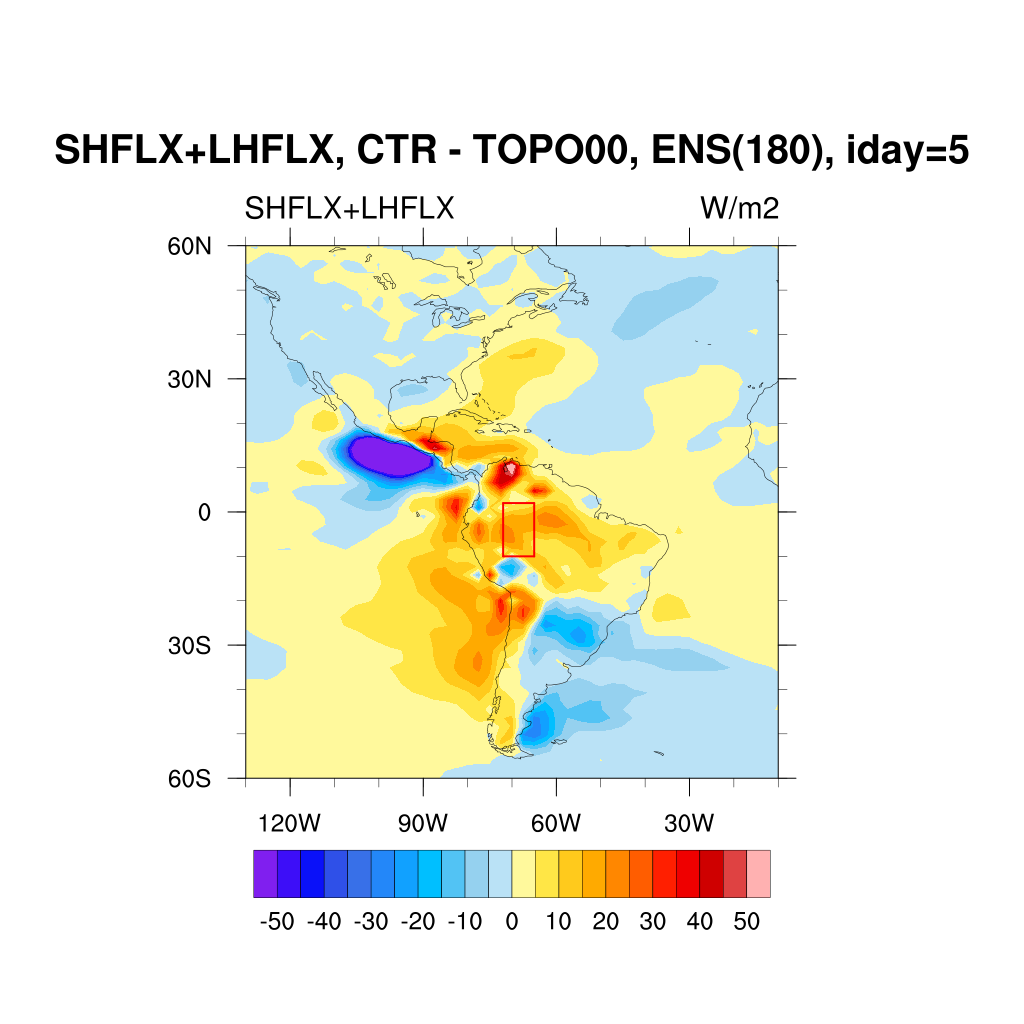 SHFLX+LHFLX, CTR - TOPO00, ENS(180), iday=5
SHFLX+LHFLX W/m2
60N
30N
0
30S
60S
120W 90W 60W 30W
-50 -40 -30 -20 -10 0 10 20 30 40 50